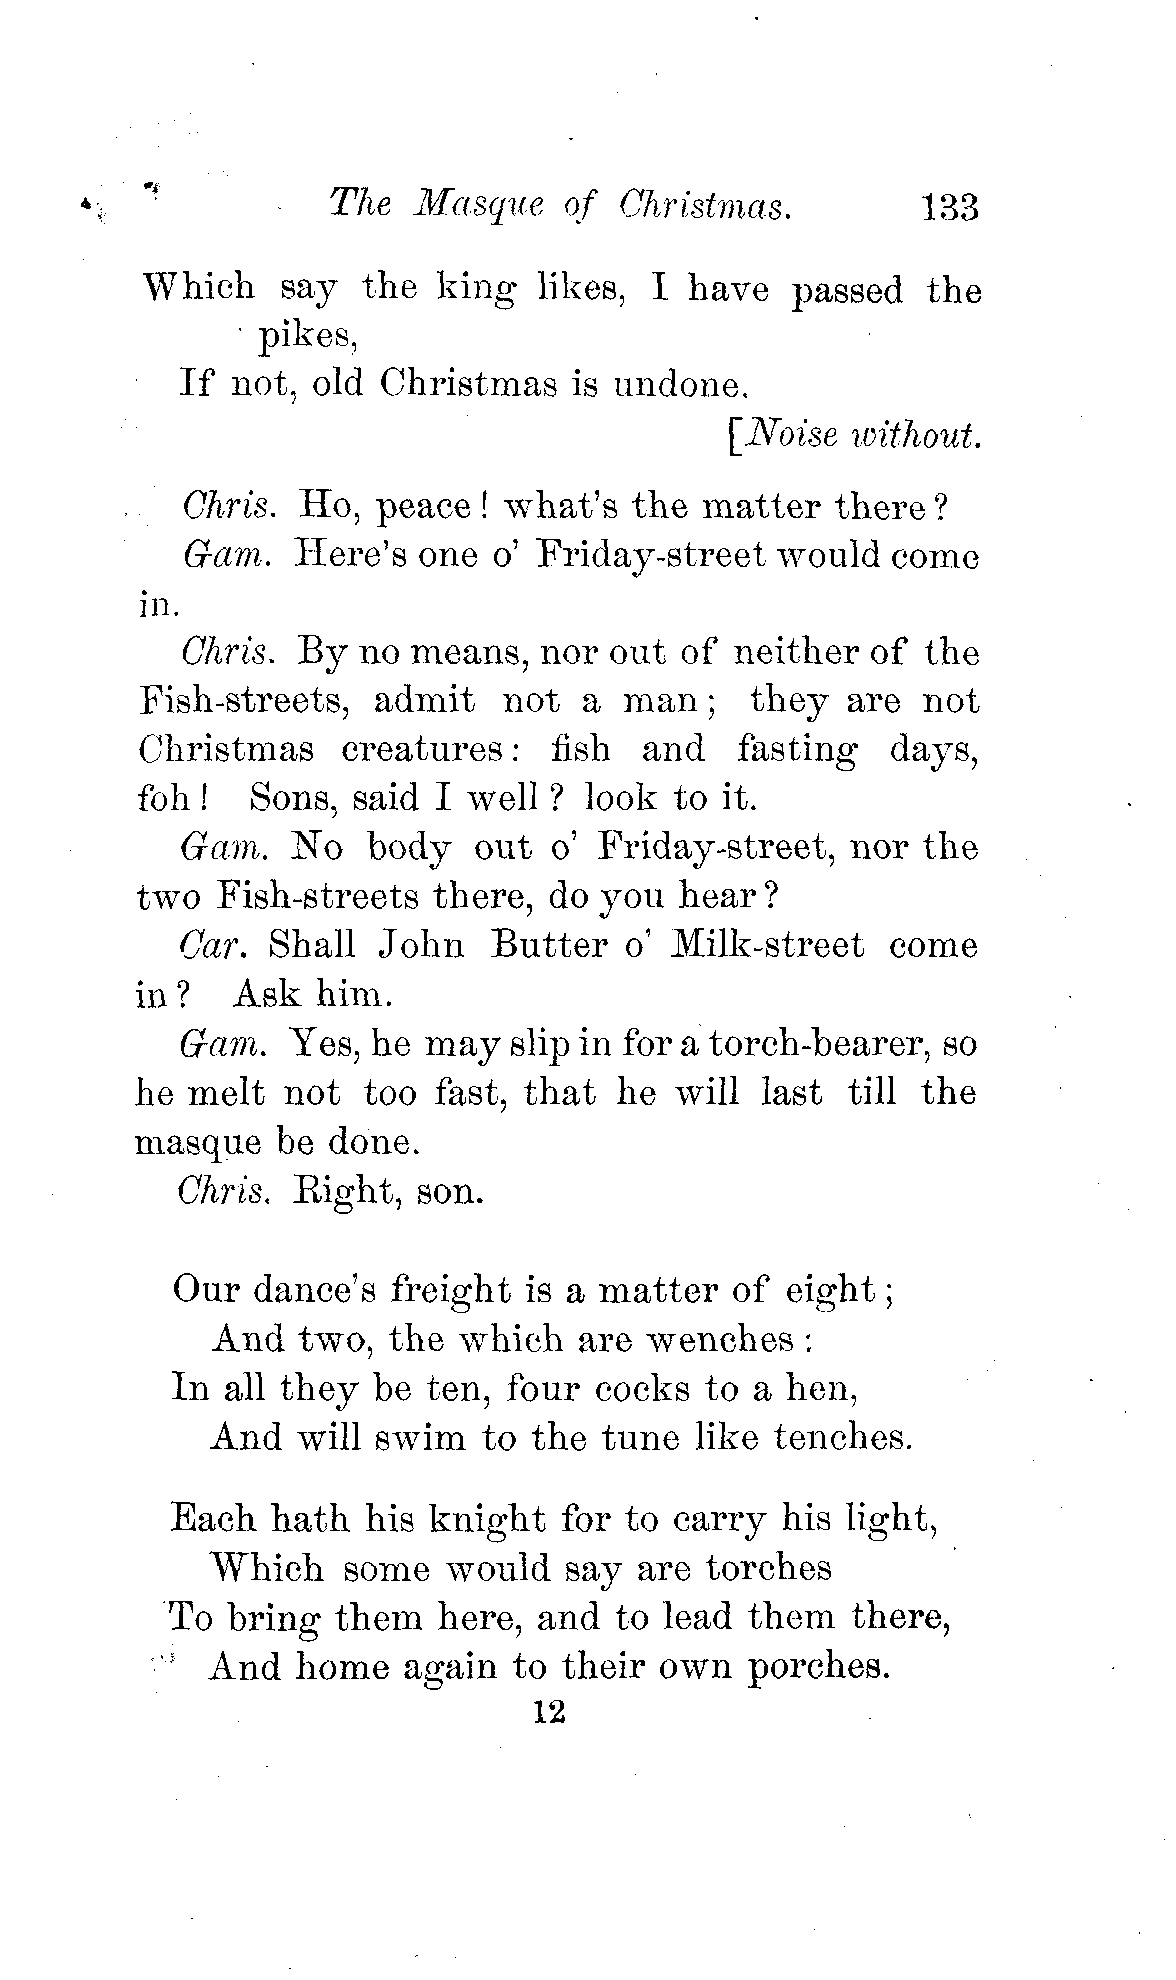 The Masque of Christmas. 133
Which say the king likes, I have passed the
pikes,
If not, old Christmas is undone.
[Noise without.
Chris. Ho, peace! what's the matter there?
Gam. Here's one o' Friday-street would come
in.
Chris. By no means, nor out of neither of the
Fish-streets, admit not a man; they are not
Christmas creatures: fish and fasting days,
foh! Sons, said I well? look to it.
Gam. No body out o' Friday-street, nor the
two Fish-streets there, do you hear?
Car. Shall John Butter o' Milk-street come
in? Ask him.
Gam. Yes, he may slip in for a torch-bearer, so
he melt not too fast, that he will last till the
masque be done.
Chris. Right, son.
Our dance's freight is a matter of eight;
And two, the which are wenches:
In all they be ten, four cocks to a hen,
And will swim to the tune like tenches.
Each hath his knight for to carry his light,
Which some would say are torches
To bring them here, and to lead them there,
And home again to their own porches.
12